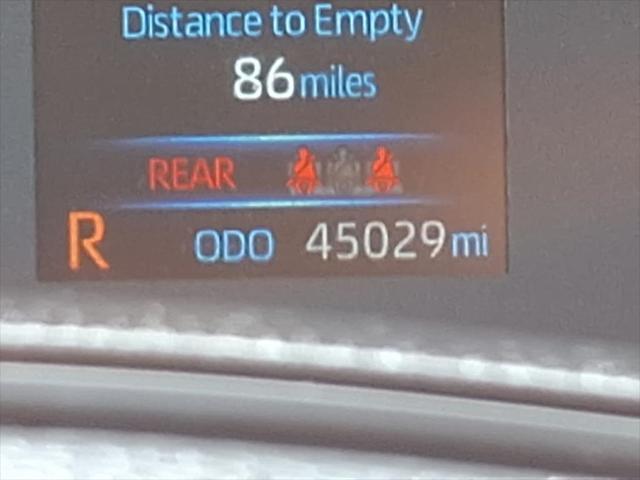 Distance to Empty
86 miles
REAR
R ODO 45029 mi